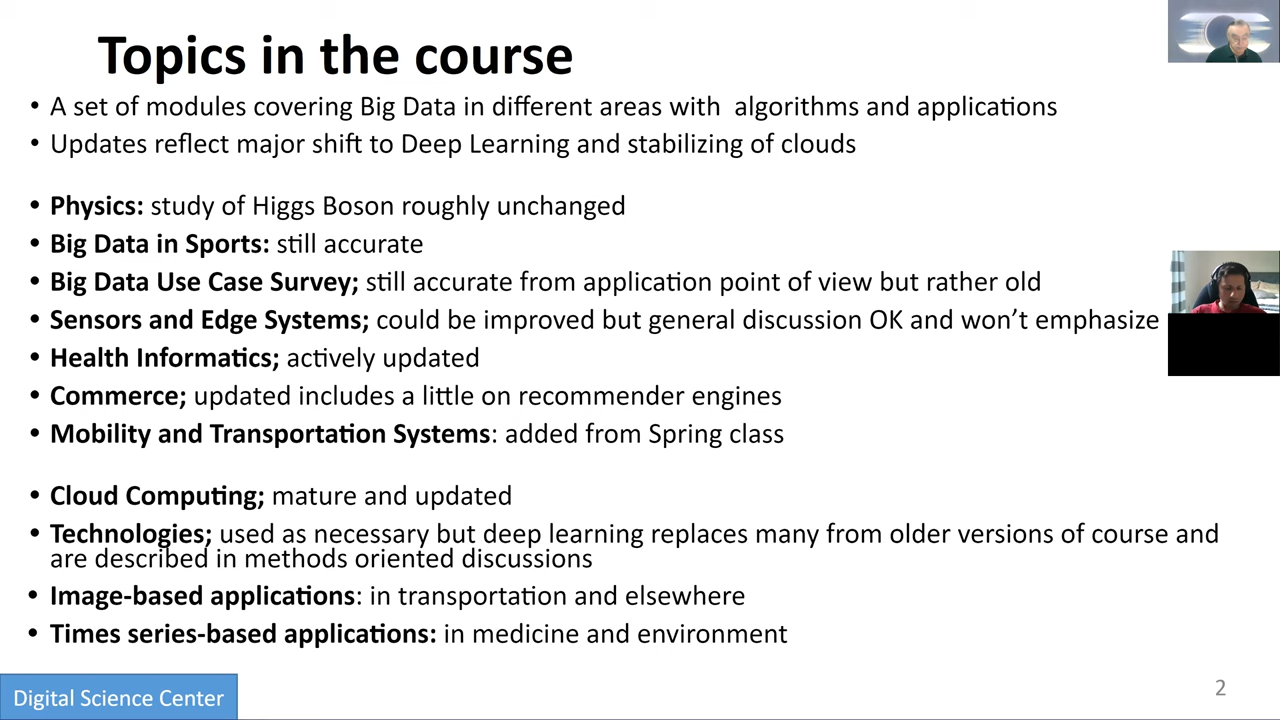 Topics in the course
• A set of modules covering Big Data in different areas with  algorithms and applications
• Updates reflect major shift to Deep Learning and stabilizing of clouds
• Physics: study of Higgs Boson roughly unchanged
• Big Data in Sports: still accurate
• Big Data Use Case Survey; still accurate from application point of view but rather old
• Sensors and Edge Systems; could be improved but general discussion OK and won’t emphasize
• Health Informatics; actively updated
• Commerce; updated includes a little on recommender engines
• Mobility and Transportation Systems: added from Spring class
• Cloud Computing; mature and updated
• Technologies; used as necessary but deep learning replaces many from older versions of course and
are described in methods oriented discussions
• Image-based applications: in transportation and elsewhere
• Times series-based applications: in medicine and environment
Digital Science Center
2